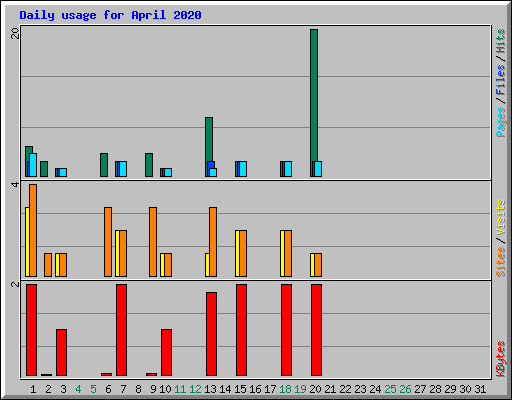 Daily usage for April 2020
20
Pages / Files / Hits
4
Sites / Visits
2
KBytes
1 2 3 4 5 6 7 8 9 10 11 12 13 14 15 16 17 18 19 20 21 22 23 24 25 26 27 28 29 30 31